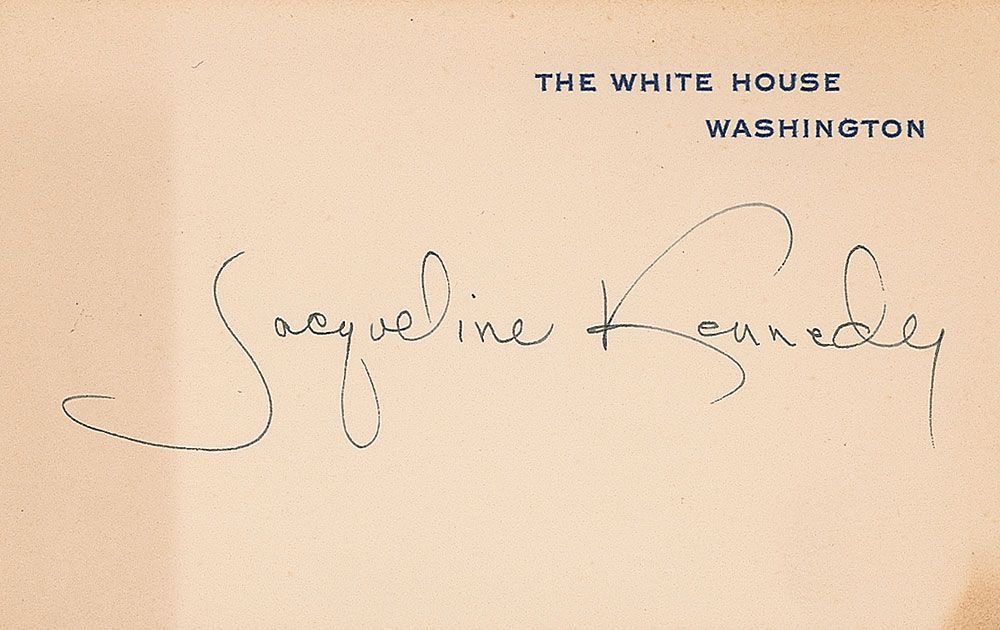 THE WHITE HOUSE
WASHINGTON
Jacqueline Kennedy